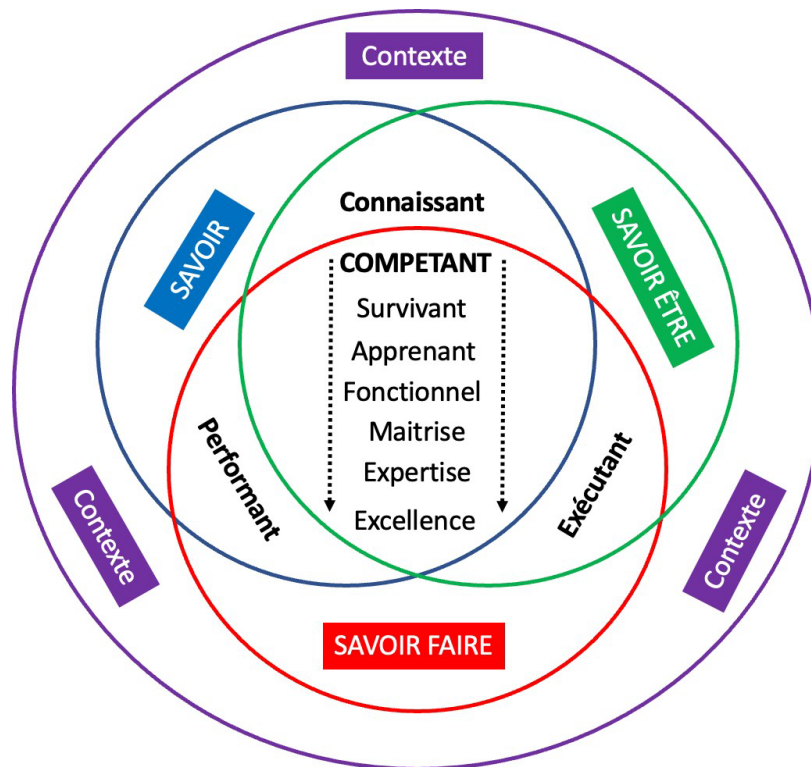 Contexte
SAVOIR
SAVOIR ÊTRE
Connaissant
COMPETANT
Survivant
Apprenant
Fonctionnel
Maitrise
Expertise
Excellence
Performant
Exécutant
Contexte
Contexte
SAVOIR FAIRE